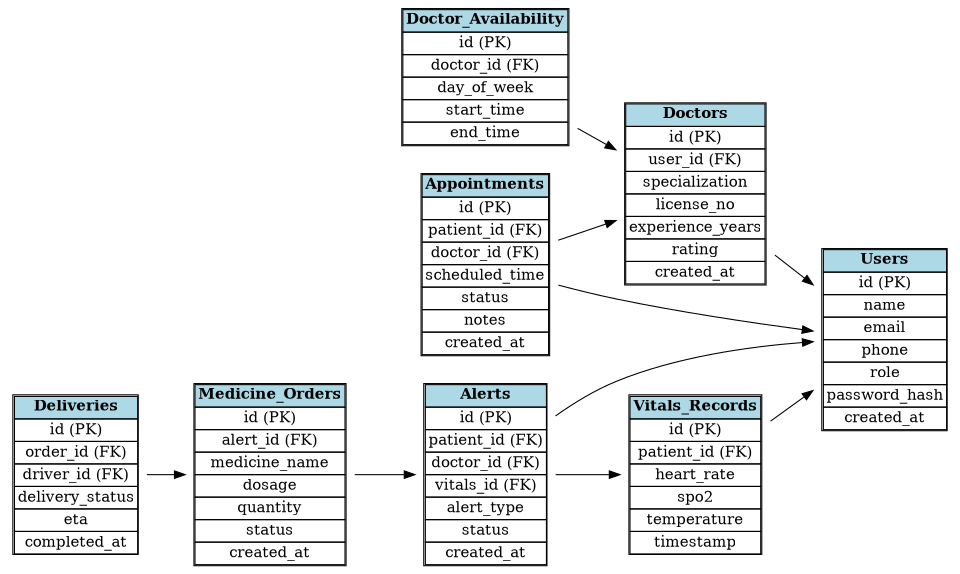 Doctor_Availability
id (PK)
doctor_id (FK)
day_of_week
start_time
end_time
Doctors
id (PK)
user_id (FK)
specialization
license_no
experience_years
rating
created_at
Appointments
id (PK)
patient_id (FK)
doctor_id (FK)
scheduled_time
status
notes
created_at
Users
id (PK)
name
email
phone
role
password_hash
created_at
Deliveries
id (PK)
order_id (FK)
driver_id (FK)
delivery_status
eta
completed_at
Medicine_Orders
id (PK)
alert_id (FK)
medicine_name
dosage
quantity
status
created_at
Alerts
id (PK)
patient_id (FK)
doctor_id (FK)
vitals_id (FK)
alert_type
status
created_at
Vitals_Records
id (PK)
patient_id (FK)
heart_rate
spo2
temperature
timestamp